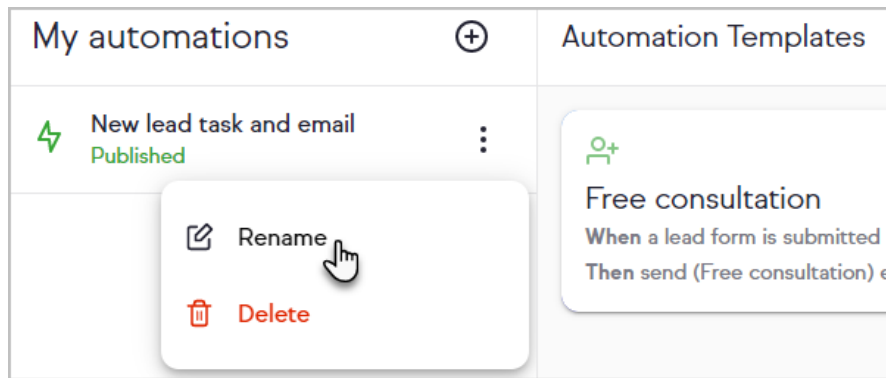 My automations
New lead task and email
Published
Rename
Delete
Automation Templates
Free consultation
When a lead form is submitted
Then send (Free consultation)